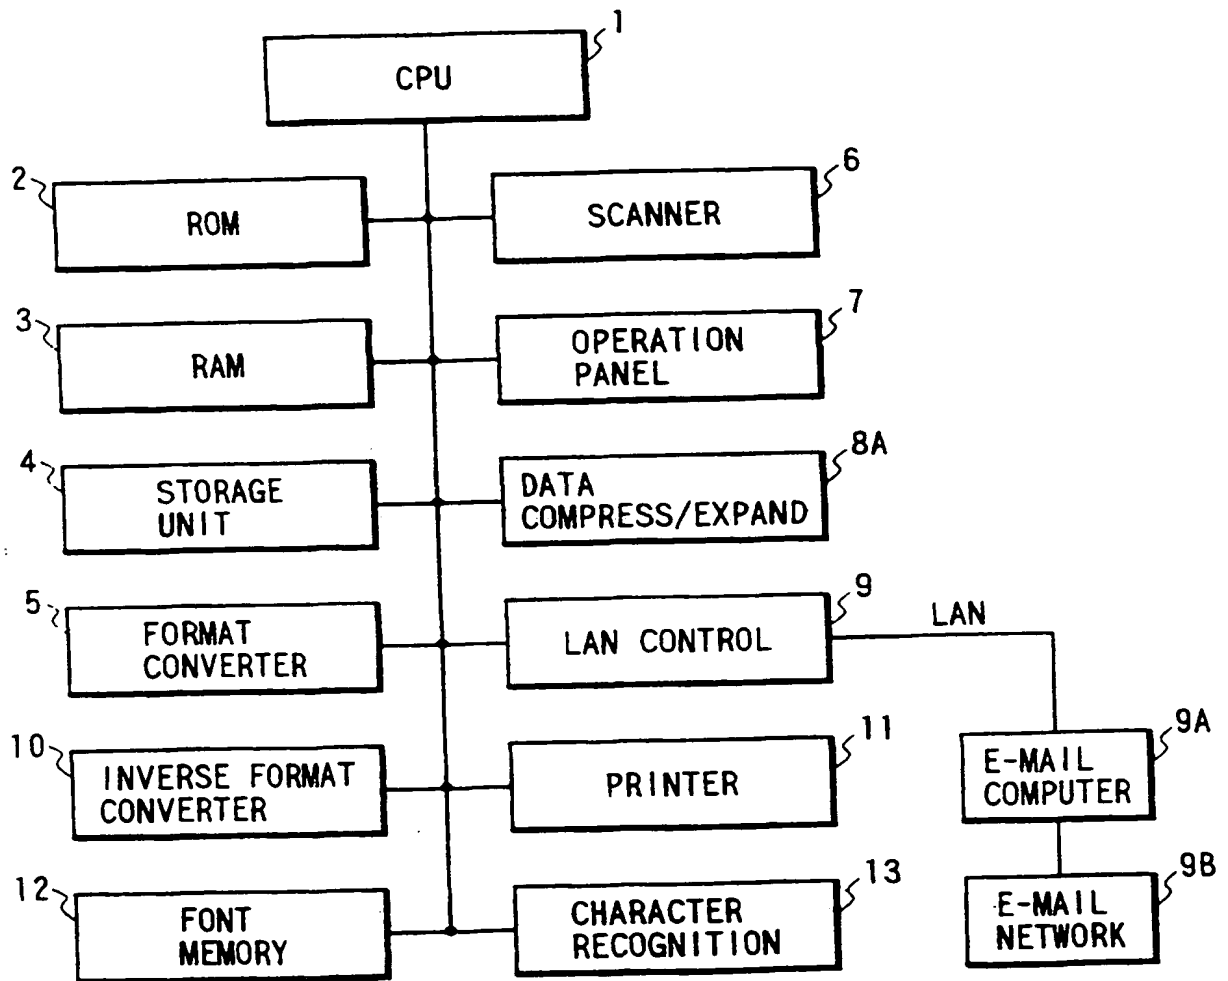 1
CPU
2
ROM
6
SCANNER
3
RAM
7
OPERATION
PANEL
4
STORAGE
UNIT
8A
DATA
COMPRESS/EXPAND
5
FORMAT
CONVERTER
9
LAN CONTROL
LAN
10
INVERSE FORMAT
CONVERTER
11
PRINTER
9A
E-MAIL
COMPUTER
12
FONT
MEMORY
13
CHARACTER
RECOGNITION
9B
E-MAIL
NETWORK